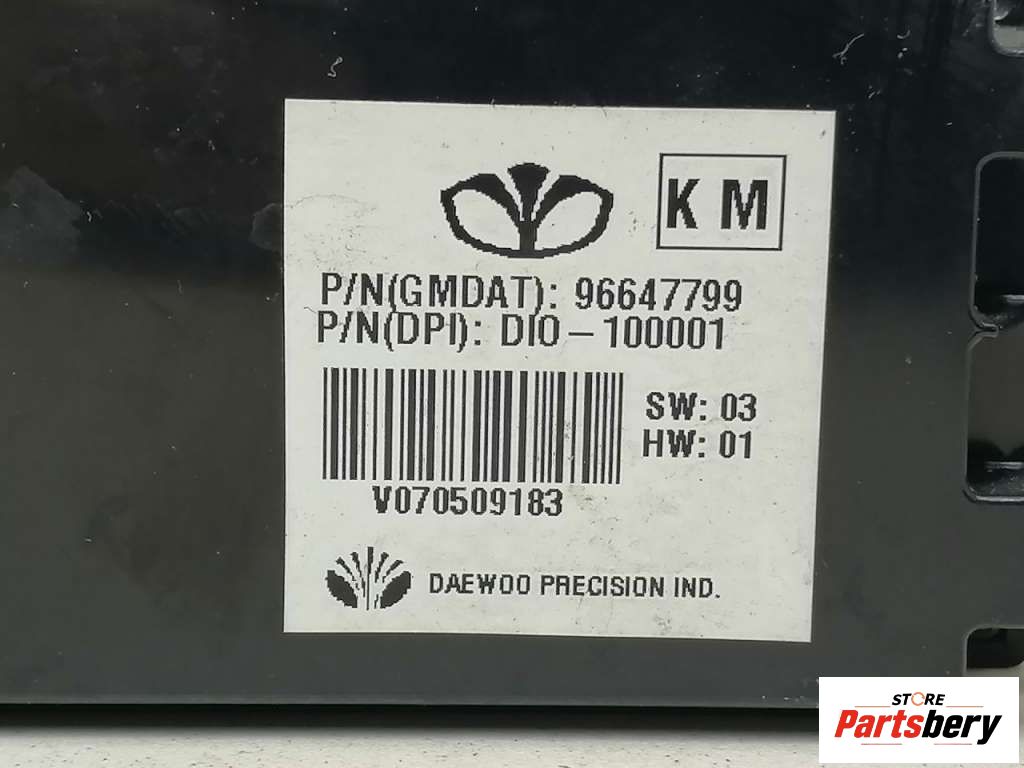 K M
P/N(GMDAT): 96647799
P/N(DPI): DIO-100001
SW: 03
HW: 01
V070509183
DAEWOO PRECISION IND.
STORE
Partsbery